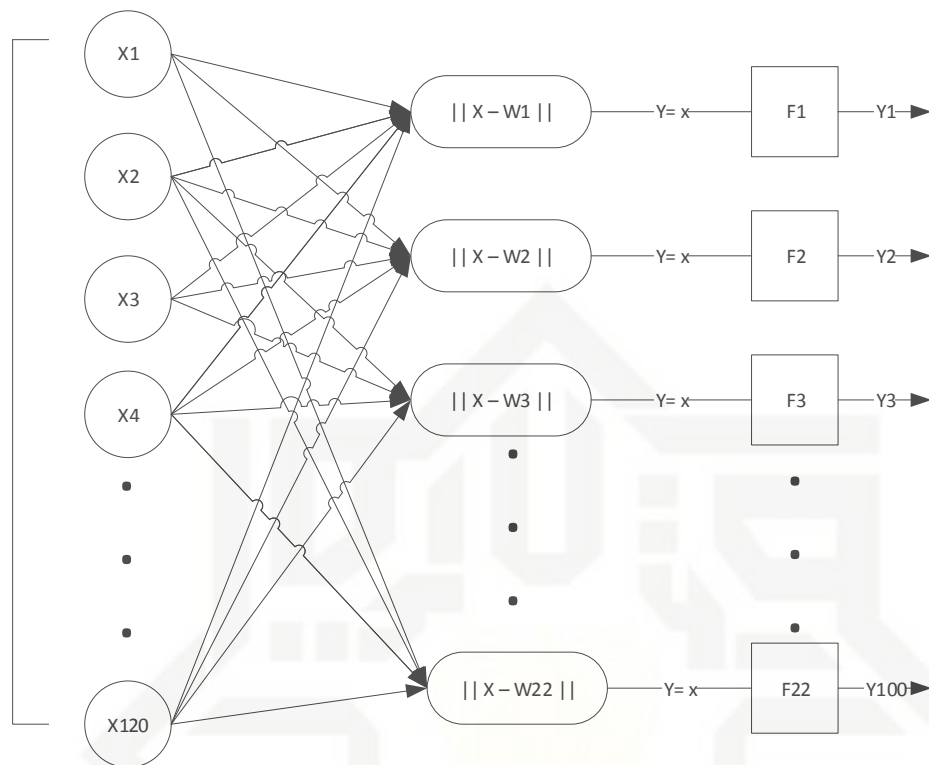 X1
|| X – W1 ||
Y= x
F1
Y1
X2
|| X – W2 ||
Y= x
F2
Y2
X3
|| X – W3 ||
Y= x
F3
Y3
X4
X120
|| X – W22 ||
Y= x
F22
Y100